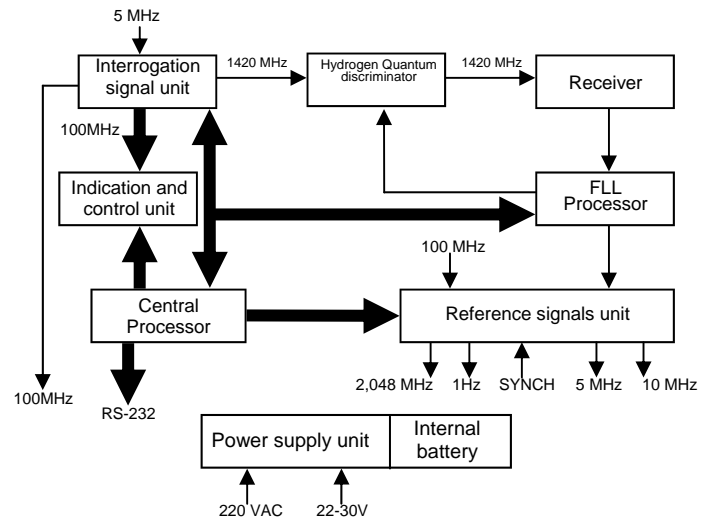 5 MHz
Interrogation
signal unit
1420 MHz
Hydrogen Quantum
discriminator
1420 MHz
Receiver
100MHz
Indication and
control unit
FLL
Processor
100 MHz
Central
Processor
Reference signals unit
100MHz
RS-232
2,048 MHz
1Hz
SYNCH
5 MHz
10 MHz
Power supply unit
Internal
battery
220 VAC
22-30V